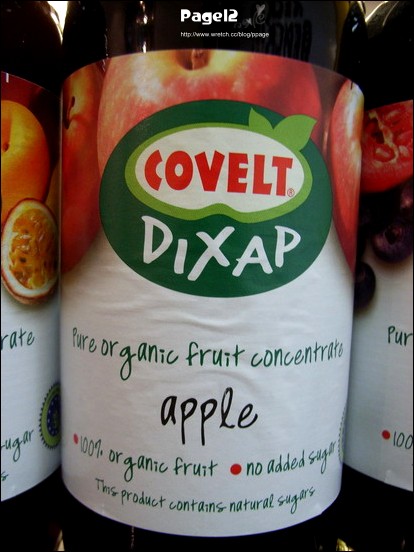 Page12
http://www.wretch.cc/blog/ppage
COVELT®
DiXAP
Pure organic fruit concentrate
apple
•100% organic fruit •no added sugar
This product contains natural sugars
rate
ugar
s
Pure
•100